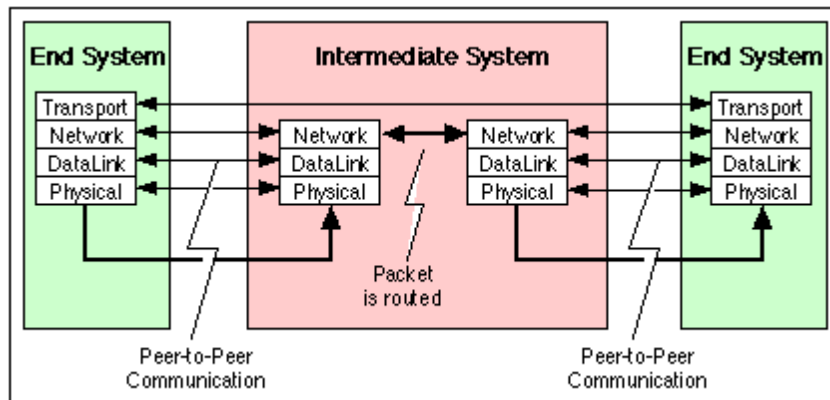 End System
Intermediate System
End System
Transport
Network
DataLink
Physical
Network
DataLink
Physical
Network
DataLink
Physical
Transport
Network
DataLink
Physical
Packet
is routed
Peer-to-Peer
Communication
Peer-to-Peer
Communication